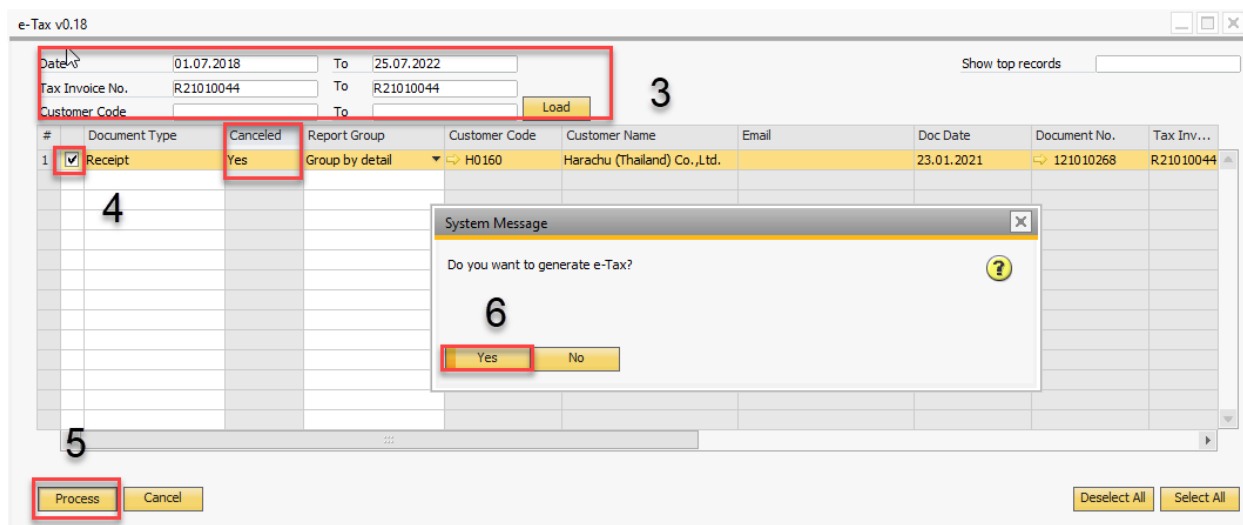 e-Tax v0.18
Date 01.07.2018 To 25.07.2022 Show top records
Tax Invoice No. R21010044 To R21010044
Customer Code To Load
3
# Document Type Canceled Report Group Customer Code Customer Name Email Doc Date Document No. Tax Inv...
1 Receipt Yes Group by detail H0160 Harachu (Thailand) Co.,Ltd. 23.01.2021 121010268 R21010044
4
System Message
Do you want to generate e-Tax?
6
Yes No
5
Process Cancel Deselect All Select All